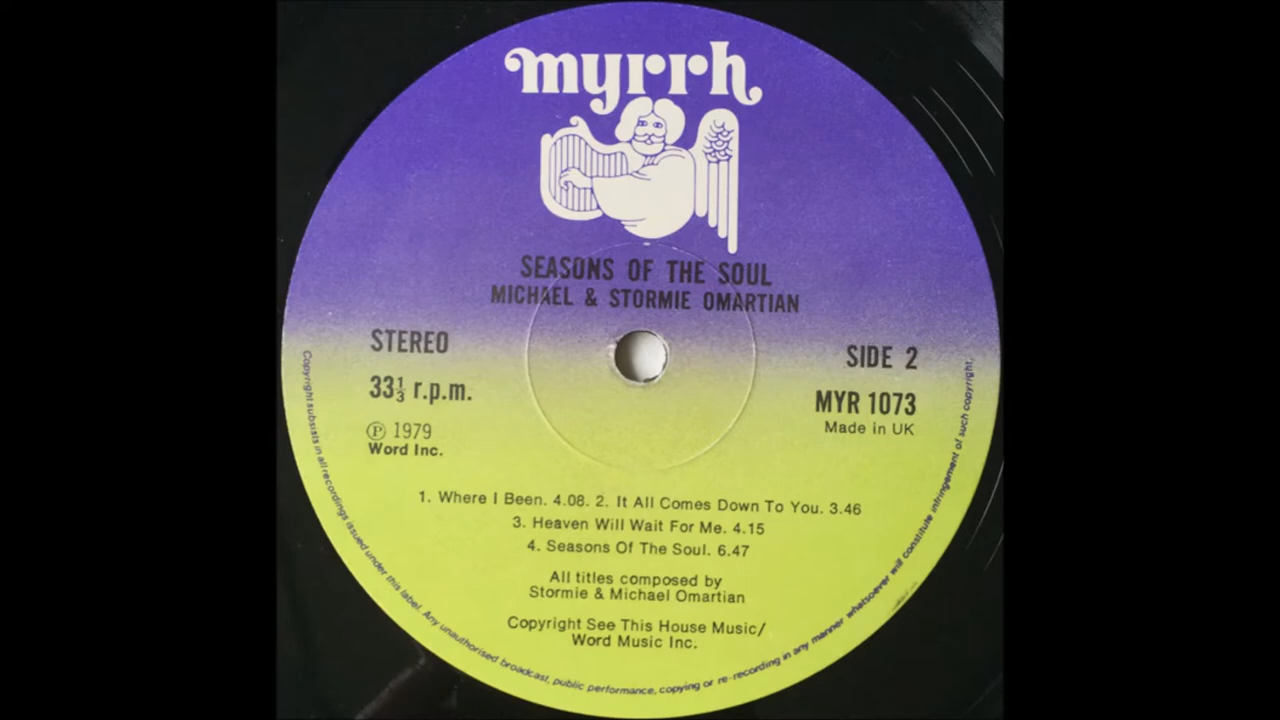 myrrh
SEASONS OF THE SOUL
MICHAEL & STORMIE OMARTIAN
STEREO
SIDE 2
33⅓ r.p.m.
MYR 1073
Made in UK
Ⓟ 1979
Word Inc.
1. Where I Been. 4.08. 2. It All Comes Down To You. 3.46
3. Heaven Will Wait For Me. 4.15
4. Seasons Of The Soul. 6.47
All titles composed by
Stormie & Michael Omartian
Copyright See This House Music/
Word Music Inc.
Copyright subsists in all recordings issued under this label. Any unauthorised broadcast, public performance, copying or re-recording in any manner whatsoever will constitute infringement of such copyright.